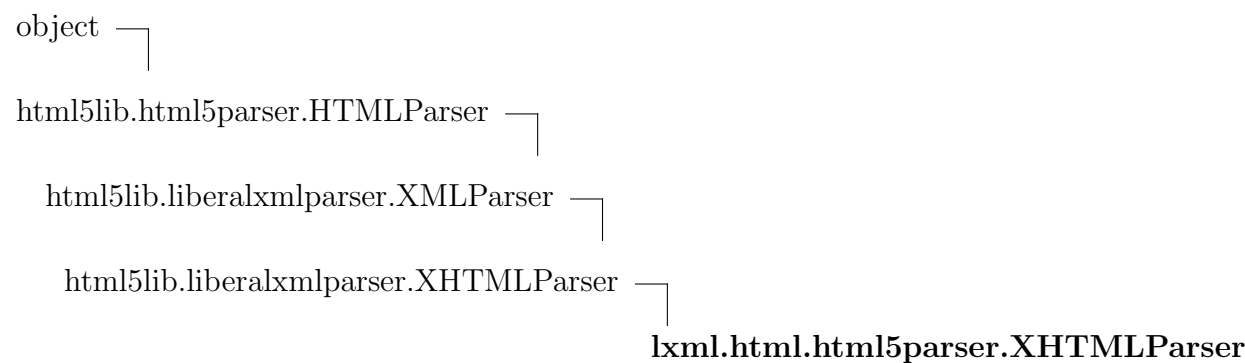 object
html5lib.html5parser.HTMLParser
html5lib.liberalxmlparser.XMLParser
html5lib.liberalxmlparser.XHTMLParser
lxml.html.html5parser.XHTMLParser